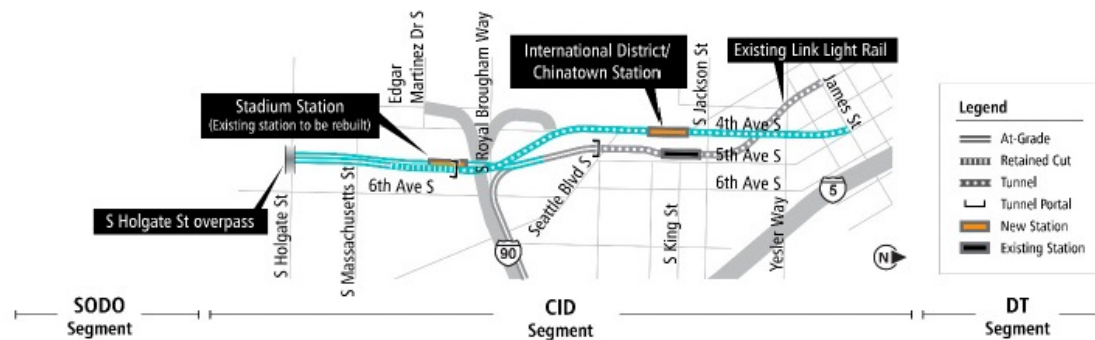 Edgar
Martinez Dr S
S Royal Brougham Way
International District/
Chinatown Station
S Jackson St
Existing Link Light Rail
James St
Stadium Station
(Existing station to be rebuilt)
4th Ave S
5th Ave S
6th Ave S
6th Ave S
S Holgate St overpass
S Holgate St
S Massachusetts St
Seattle Blvd S
S King St
Yesler Way
5
90
N
Legend
At-Grade
Retained Cut
Tunnel
Tunnel Portal
New Station
Existing Station
SODO
Segment
CID
Segment
DT
Segment